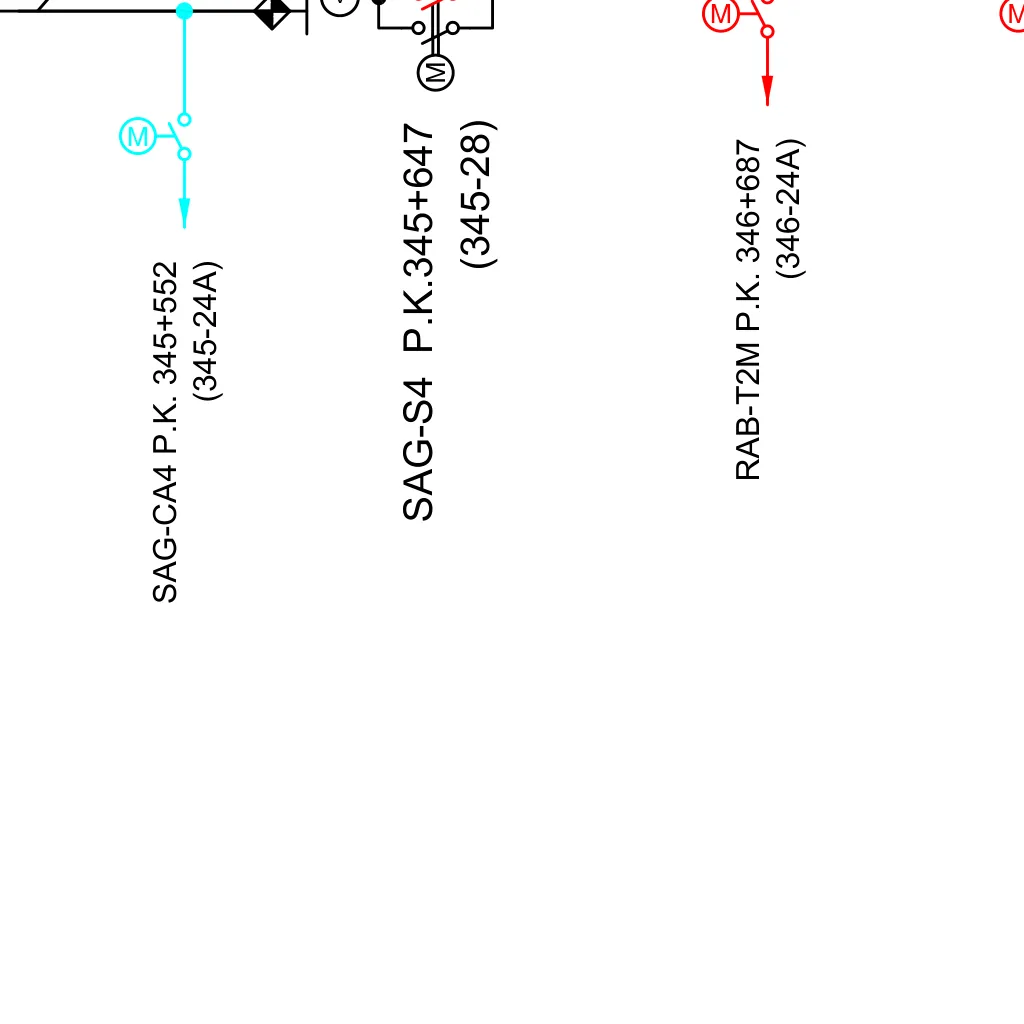 M
M
M
M
SAG-CA4 P.K. 345+552
(345-24A)
SAG-S4 P.K.345+647
(345-28)
RAB-T2M P.K. 346+687
(346-24A)